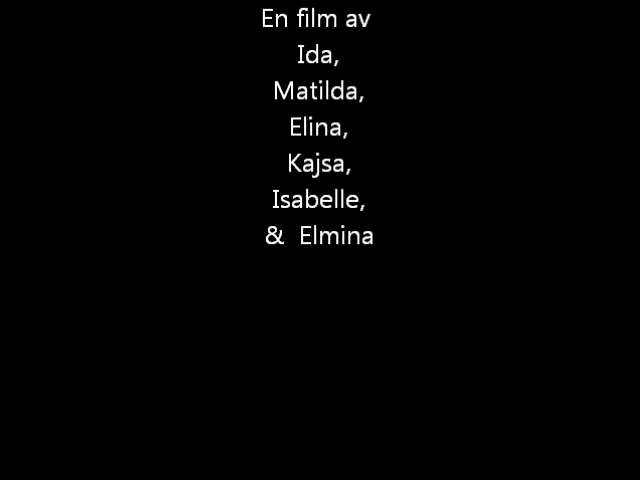 En film av
Ida,
Matilda,
Elina,
Kajsa,
Isabelle,
&  Elmina